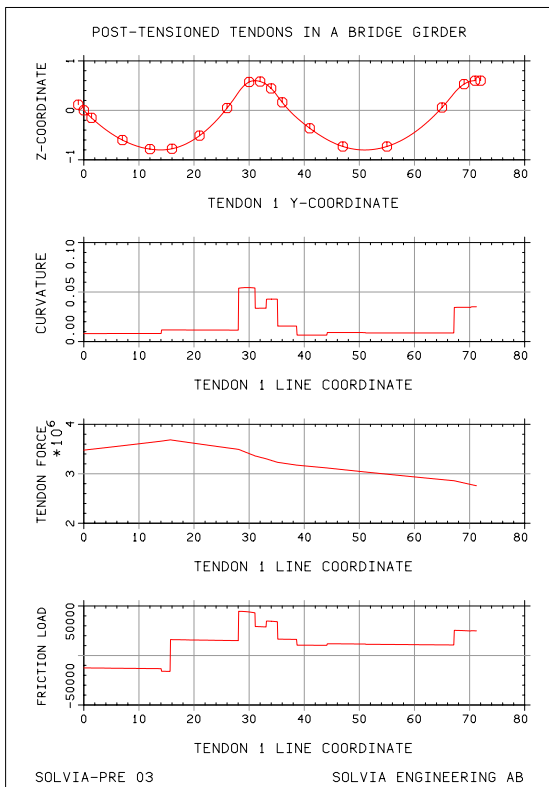 POST-TENSIONED TENDONS IN A BRIDGE GIRDER
Z-COORDINATE
1
0
-1
0 10 20 30 40 50 60 70 80
TENDON 1 Y-COORDINATE
CURVATURE
0.10
0.05
0.00
0 10 20 30 40 50 60 70 80
TENDON 1 LINE COORDINATE
TENDON FORCE
*10^6
4
3
2
0 10 20 30 40 50 60 70 80
TENDON 1 LINE COORDINATE
FRICTION LOAD
50000
-50000
0 10 20 30 40 50 60 70 80
TENDON 1 LINE COORDINATE
SOLVIA-PRE 03 SOLVIA ENGINEERING AB